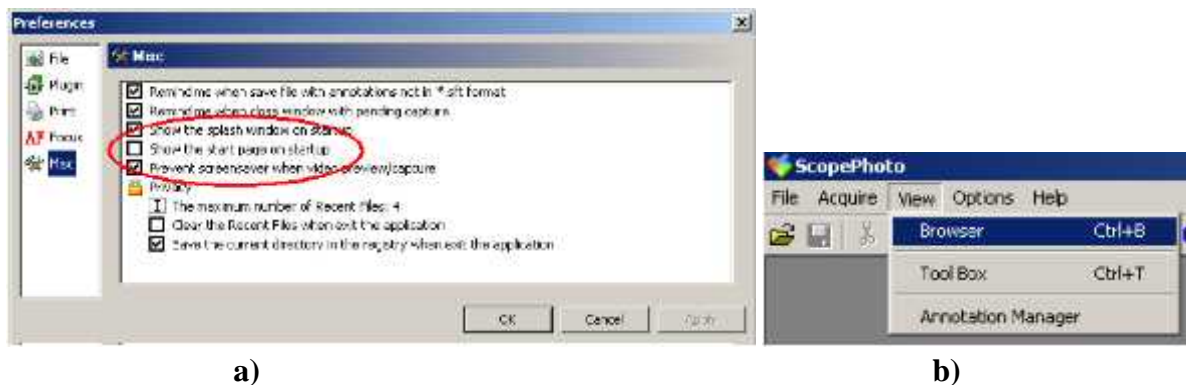 Preferences
File
Plugin
Print
AF Focus
Misc
Misc
Remind me when save file with annotations not in *.sft format
Remind me when close window with pending capture
Show the splash window on startup
Show the start page on startup
Prevent screensaver when video preview/capture
Privacy
The maximum number of Recent Files: 4
Clear the Recent Files when exit the application
Save the current directory in the registry when exit the application
OK
Cancel
Apply
a)
ScopePhoto
File Acquire View Options Help
Browser Ctrl+B
Tool Box Ctrl+T
Annotation Manager
b)